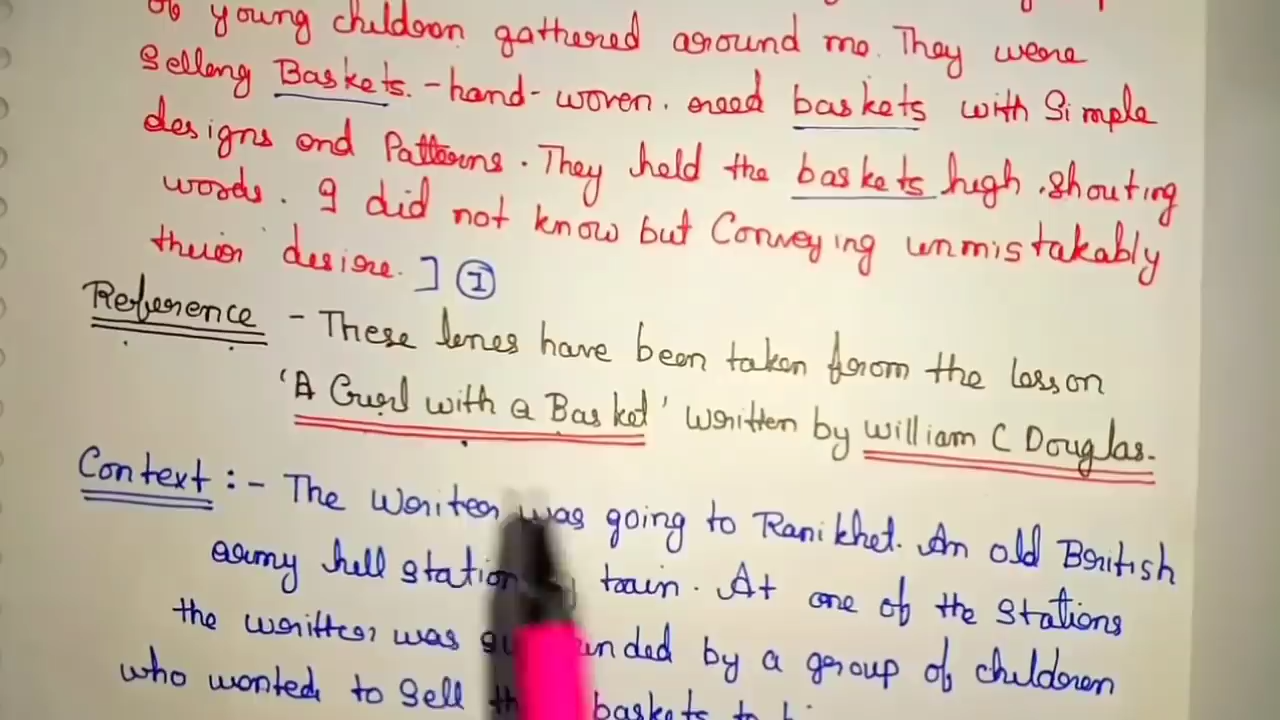 of young children gathered around me. They were
Selling Baskets. - hand - woven. reed baskets with Simple
designs and Patterns. They held the baskets high, shouting
words. I did not know but Conveying unmistakably
their desire. ] I
Reference - These lines have been taken from the lesson
'A Girl with a Basket' written by william C Douglas.
Context :- The Writer was going to Ranikhet. An old British
army hill station train. At one of the stations
the writter was by a group of children
who wanted to sell baskets to